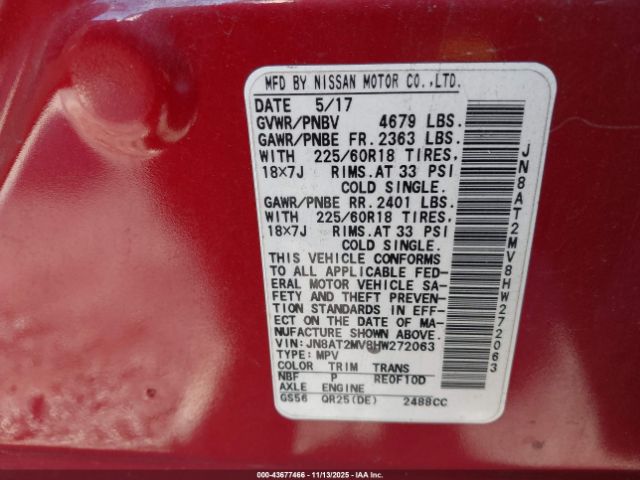 MFD BY NISSAN MOTOR CO.,LTD.
DATE 5/17
GVWR/PNBV 4679 LBS.
GAWR/PNBE FR. 2363 LBS.
WITH 225/60R18 TIRES,
18×7J RIMS.AT 33 PSI
COLD SINGLE.
GAWR/PNBE RR. 2401 LBS.
WITH 225/60R18 TIRES,
18×7J RIMS.AT 33 PSI
COLD SINGLE.
THIS VEHICLE CONFORMS
TO ALL APPLICABLE FED-
ERAL MOTOR VEHICLE SA-
FETY AND THEFT PREVEN-
TION STANDARDS IN EFF-
ECT ON THE DATE OF MA-
NUFACTURE SHOWN ABOVE.
VIN: JN8AT2MV8HW272063
TYPE: MPV
COLOR TRIM TRANS
NBF P RE0F10D
AXLE ENGINE
GS56 QR25(DE) 2488CC
JN8AT2MV8HW272063
000-43677466 - 11/13/2025 - IAA Inc.